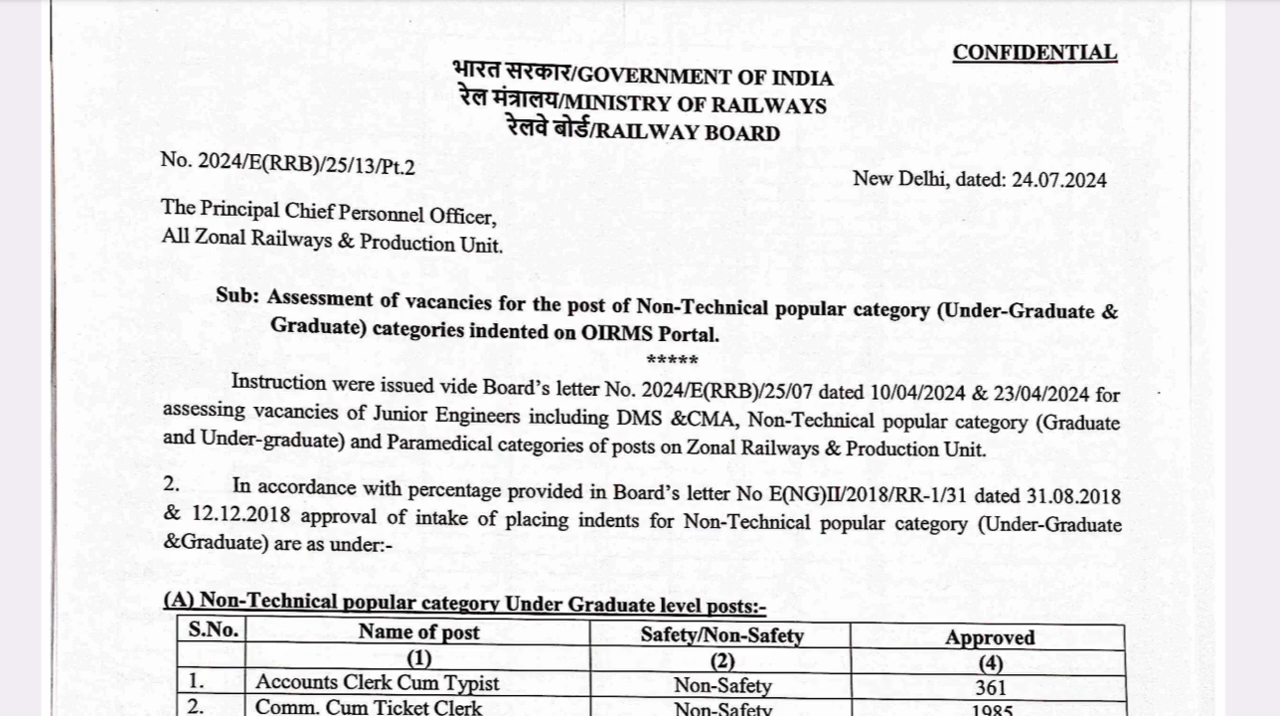 CONFIDENTIAL
भारत सरकार/GOVERNMENT OF INDIA
रेल मंत्रालय/MINISTRY OF RAILWAYS
रेलवे बोर्ड/RAILWAY BOARD
No. 2024/E(RRB)/25/13/Pt.2
New Delhi, dated: 24.07.2024
The Principal Chief Personnel Officer,
All Zonal Railways & Production Unit.
Sub: Assessment of vacancies for the post of Non-Technical popular category (Under-Graduate &
Graduate) categories indented on OIRMS Portal.
*****
Instruction were issued vide Board's letter No. 2024/E(RRB)/25/07 dated 10/04/2024 & 23/04/2024 for
assessing vacancies of Junior Engineers including DMS &CMA, Non-Technical popular category (Graduate
and Under-graduate) and Paramedical categories of posts on Zonal Railways & Production Unit.
2. In accordance with percentage provided in Board's letter No E(NG)II/2018/RR-1/31 dated 31.08.2018
& 12.12.2018 approval of intake of placing indents for Non-Technical popular category (Under-Graduate
&Graduate) are as under:-
(A) Non-Technical popular category Under Graduate level posts:-
S.No. Name of post Safety/Non-Safety Approved
(1) (2) (4)
1. Accounts Clerk Cum Typist Non-Safety 361
2. Comm. Cum Ticket Clerk Non-Safety 1985